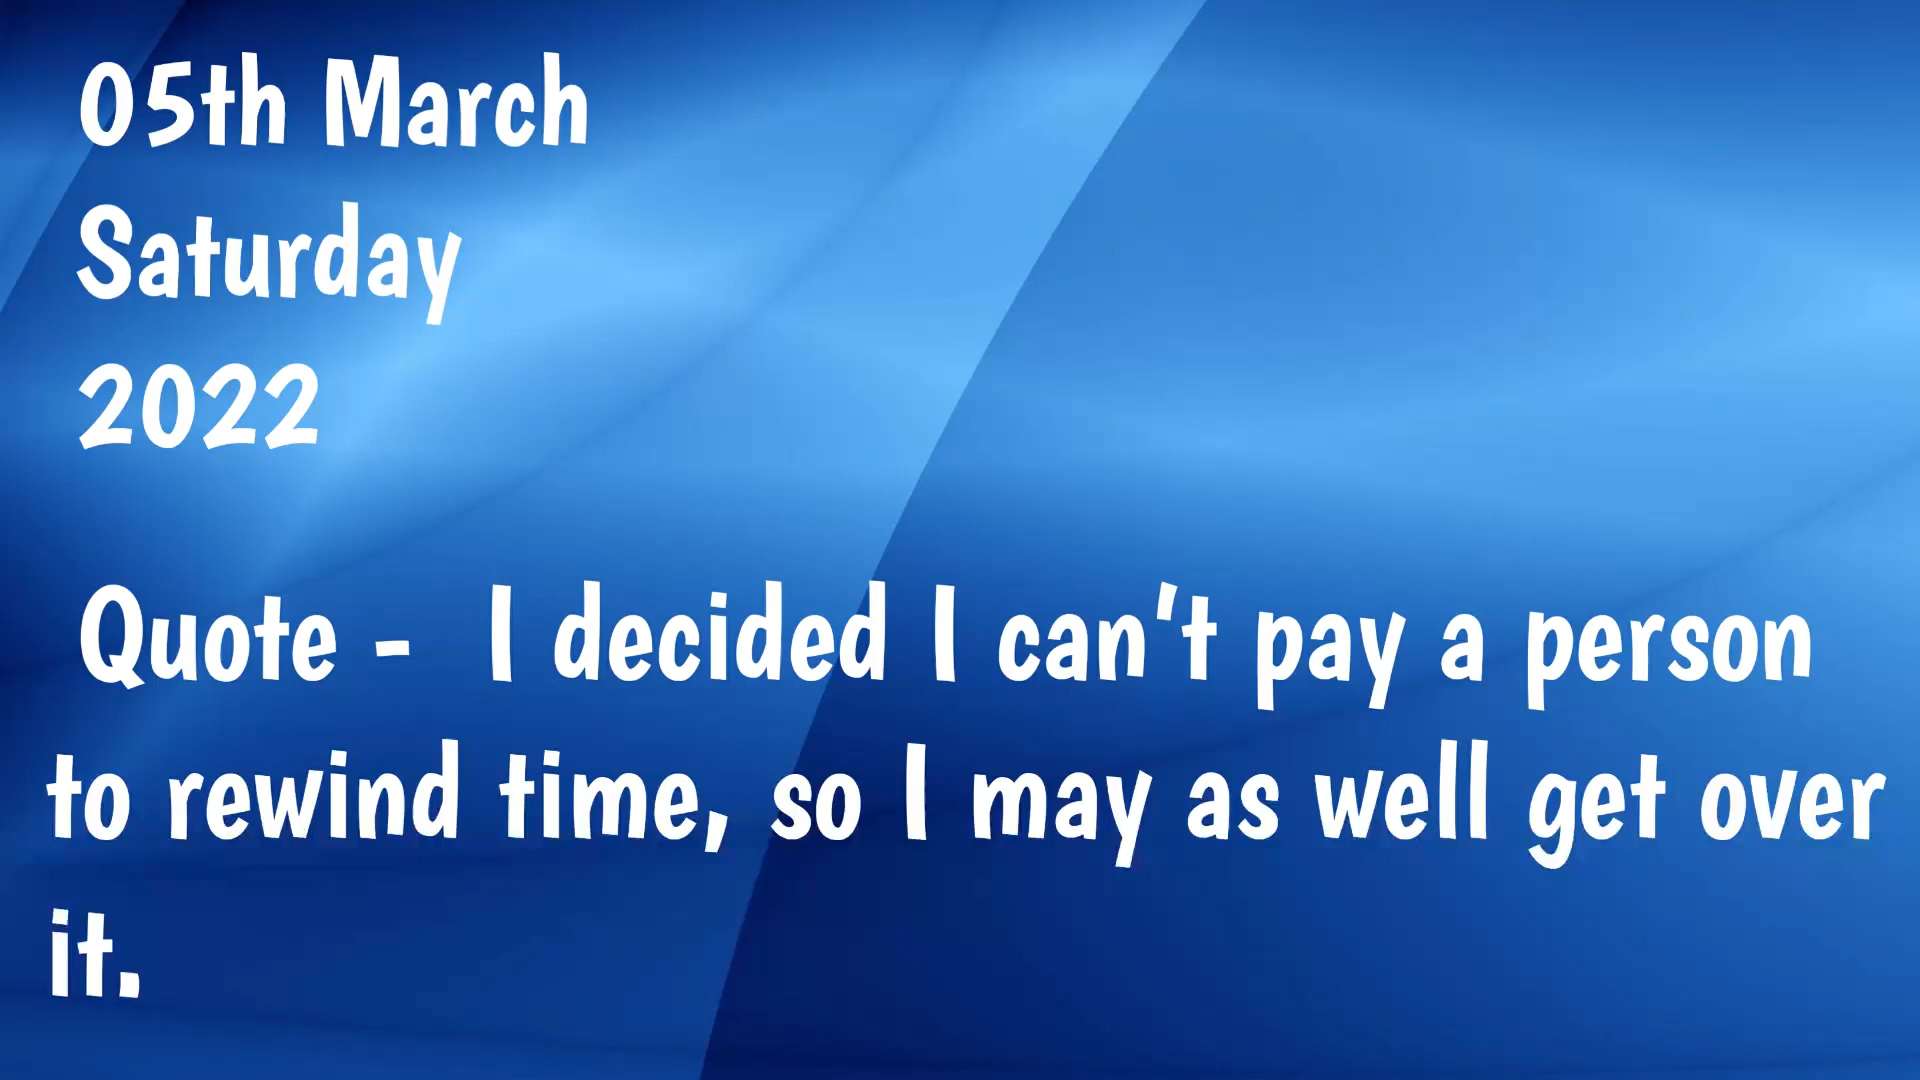 05th March
Saturday
2022
Quote - I decided I can't pay a person
to rewind time, so I may as well get over
it.